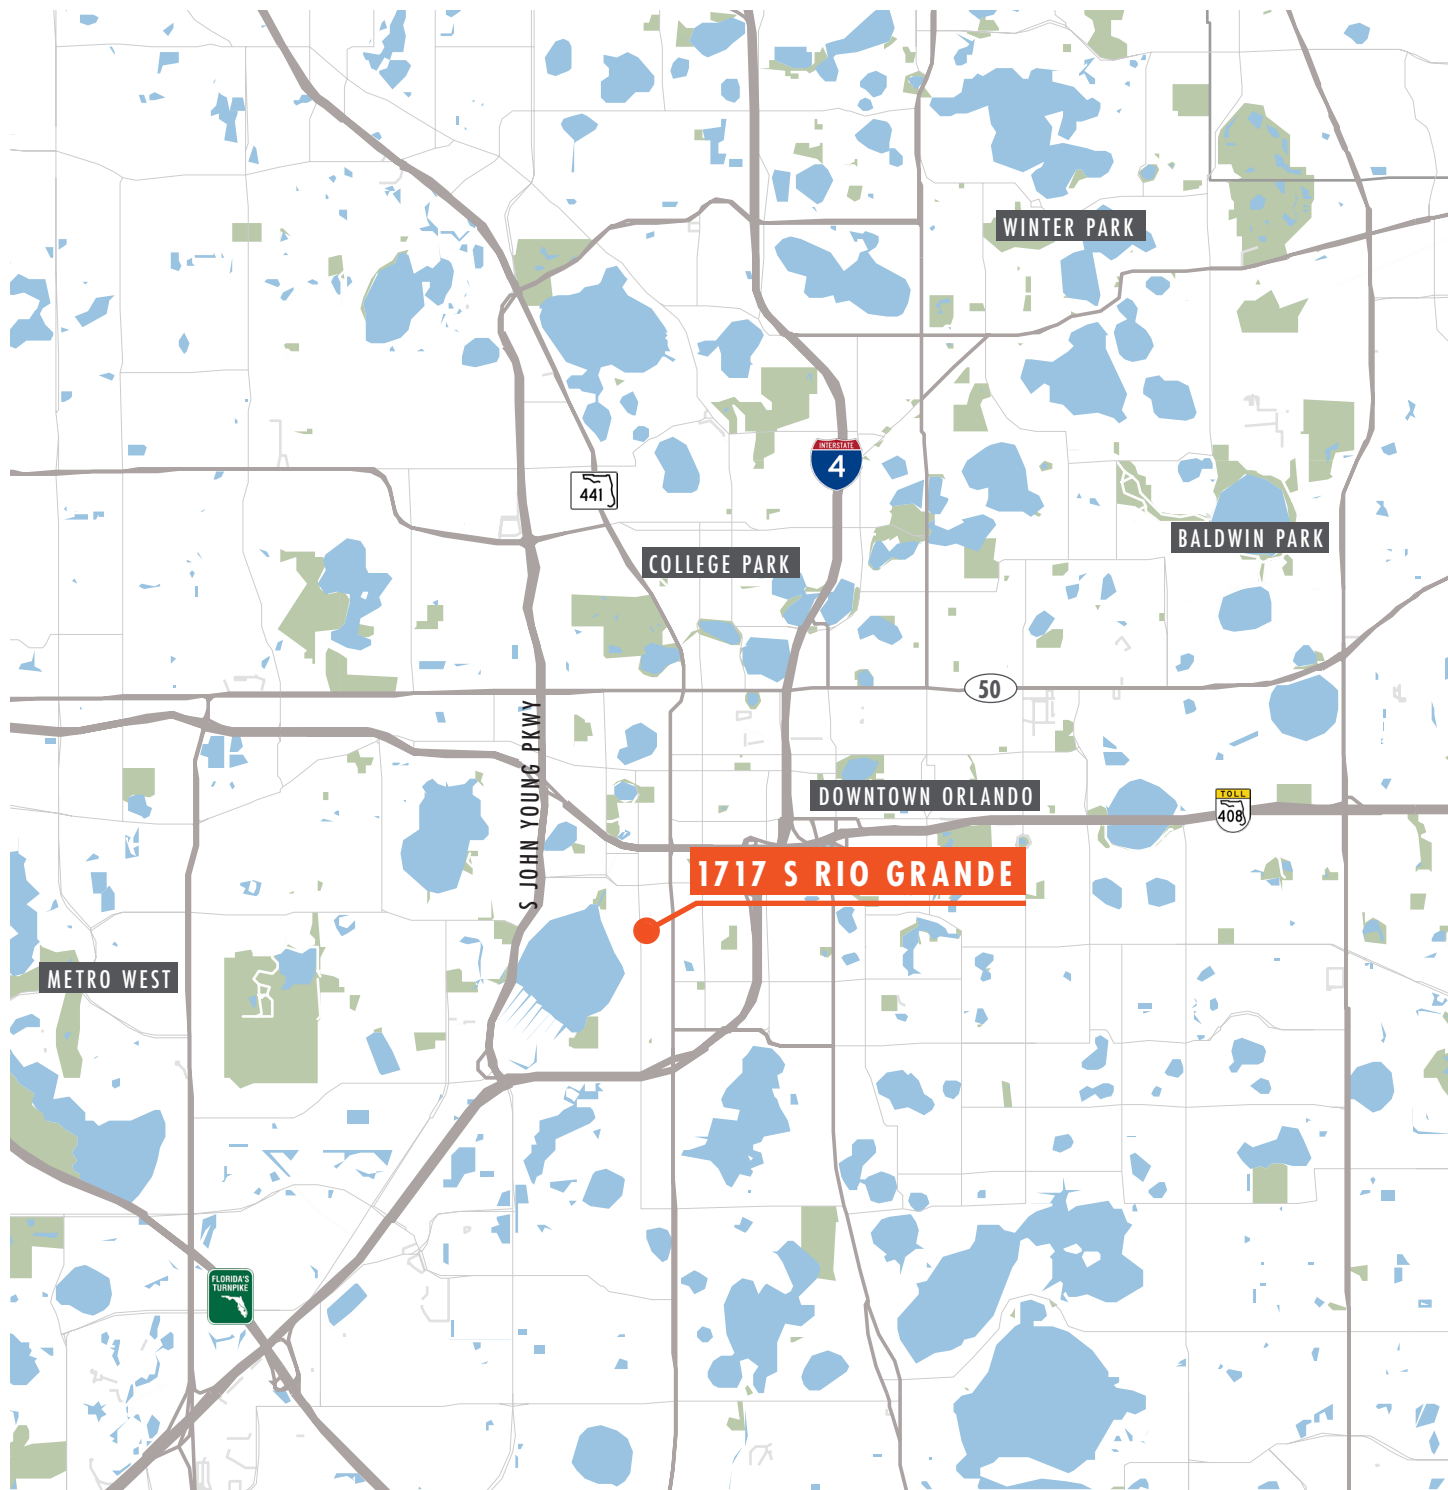 WINTER PARK
INTERSTATE
4
441
BALDWIN PARK
COLLEGE PARK
50
S JOHN YOUNG PKWY
DOWNTOWN ORLANDO
TOLL
408
1717 S RIO GRANDE
METRO WEST
FLORIDA'S
TURNPIKE